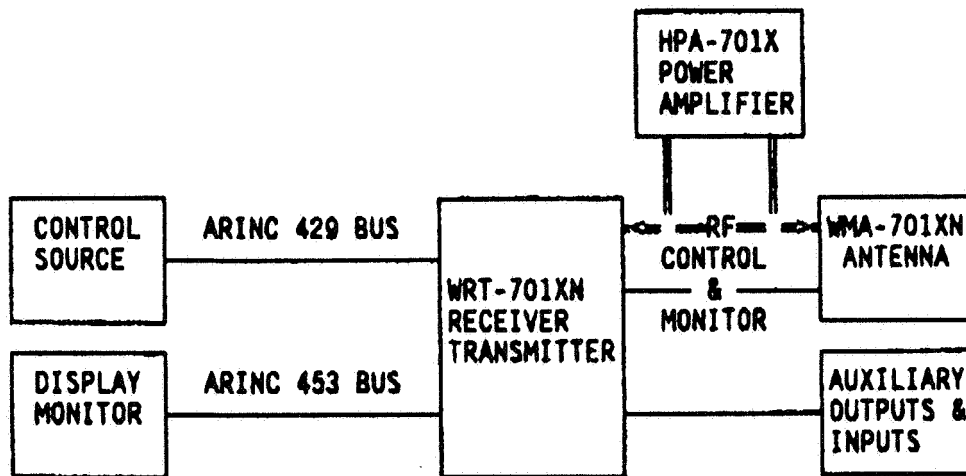 HPA-701X
POWER
AMPLIFIER
CONTROL
SOURCE
ARINC 429 BUS
WRT-701XN
RECEIVER
TRANSMITTER
RF
CONTROL
&
MONITOR
WMA-701XN
ANTENNA
DISPLAY
MONITOR
ARINC 453 BUS
AUXILIARY
OUTPUTS &
INPUTS